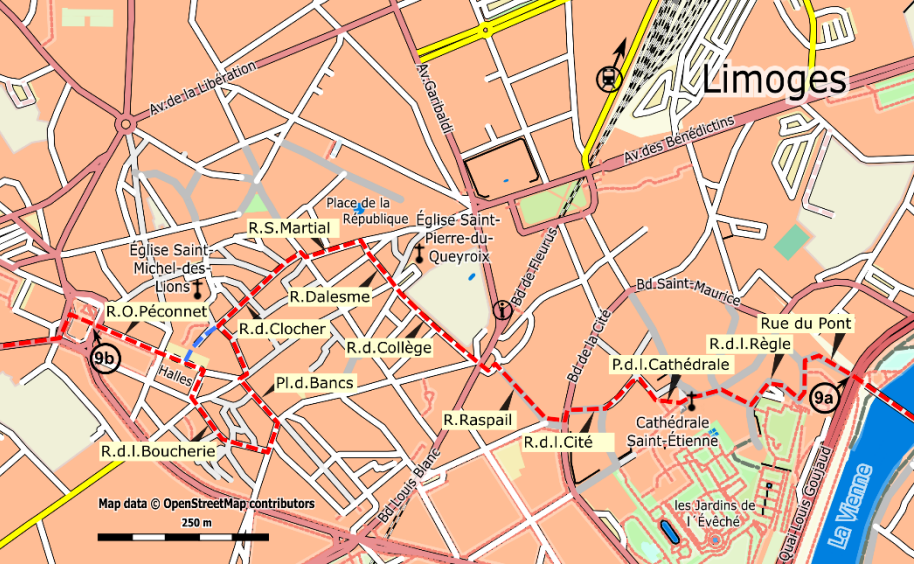 Limoges
Av.de la Libération
Av.Garibaldi
Av.des Bénédictins
Place de la
République
Église Saint-
Pierre-du-
Queyroix
R.S.Martial
Église Saint-
Michel-des-
Lions
Bd.de Fleurus
R.Dalesme
Bd Saint-Maurice
R.O.Péconnet
R.d.Clocher
R.d.Collège
Bd.de la Cité
Rue du Pont
R.d.l.Règle
P.d.l.Cathédrale
9b
Halles
Pl.d.Bancs
9a
R.Raspail
R.d.l.Cité
Cathédrale
Saint-Étienne
R.d.l.Boucherie
Bd.Louis Blanc
les Jardins de
l´Évêché
Quai Louis Goujaud
La Vienne
Map data © OpenStreetMap contributors
250 m